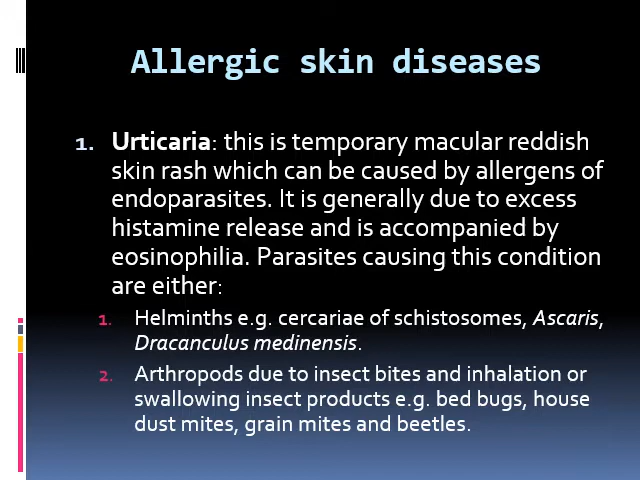 Allergic skin diseases
1. Urticaria: this is temporary macular reddish
skin rash which can be caused by allergens of
endoparasites. It is generally due to excess
histamine release and is accompanied by
eosinophilia. Parasites causing this condition
are either:
1. Helminths e.g. cercariae of schistosomes, Ascaris,
Dracanculus medinensis.
2. Arthropods due to insect bites and inhalation or
swallowing insect products e.g. bed bugs, house
dust mites, grain mites and beetles.